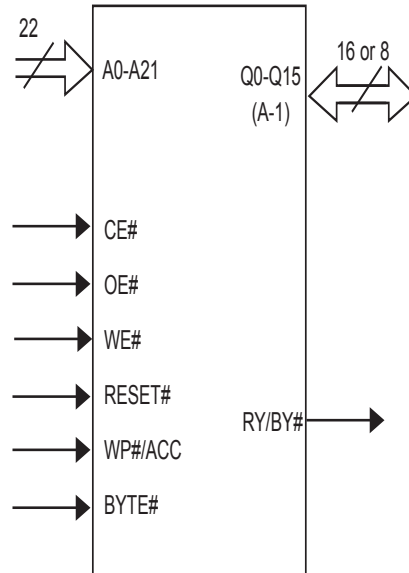 22
A0-A21
Q0-Q15
16 or 8
(A-1)
CE#
OE#
WE#
RESET#
RY/BY#
WP#/ACC
BYTE#